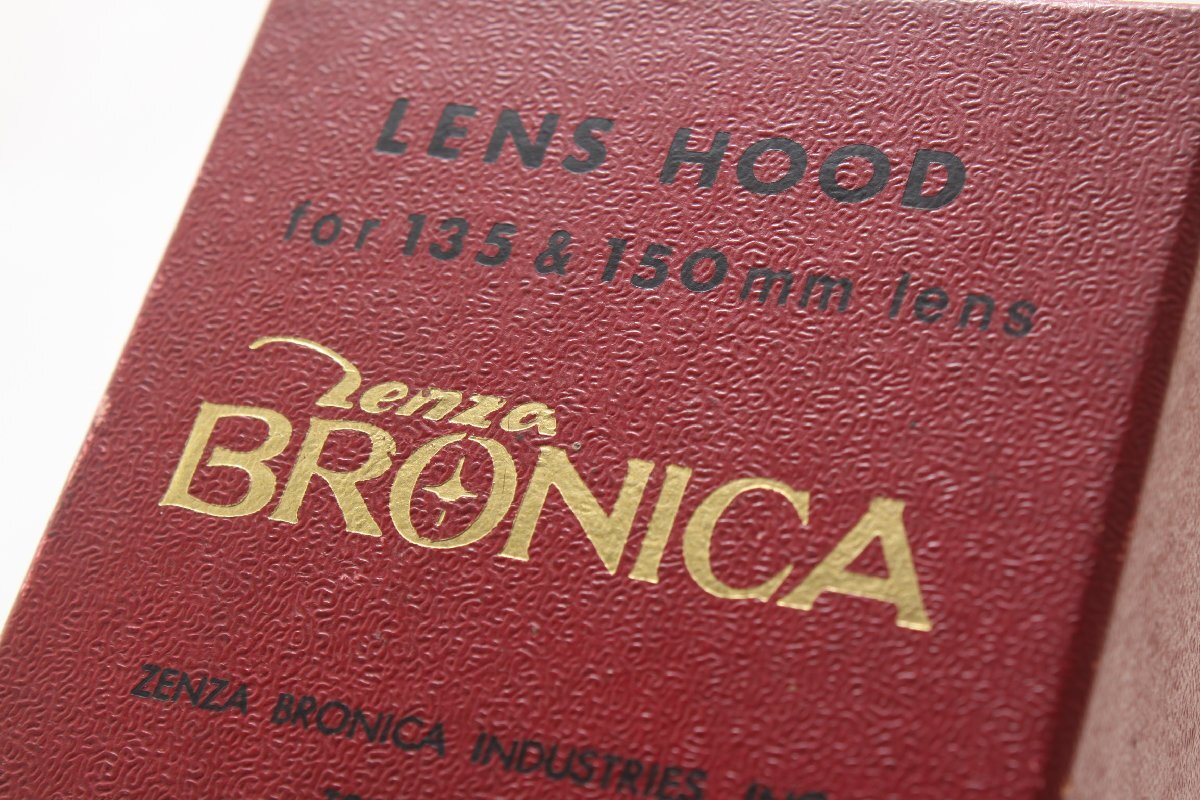 LENS HOOD
for 135 & 150mm lens
Zenza
BRONICA
ZENZA BRONICA INDUSTRIES, INC.